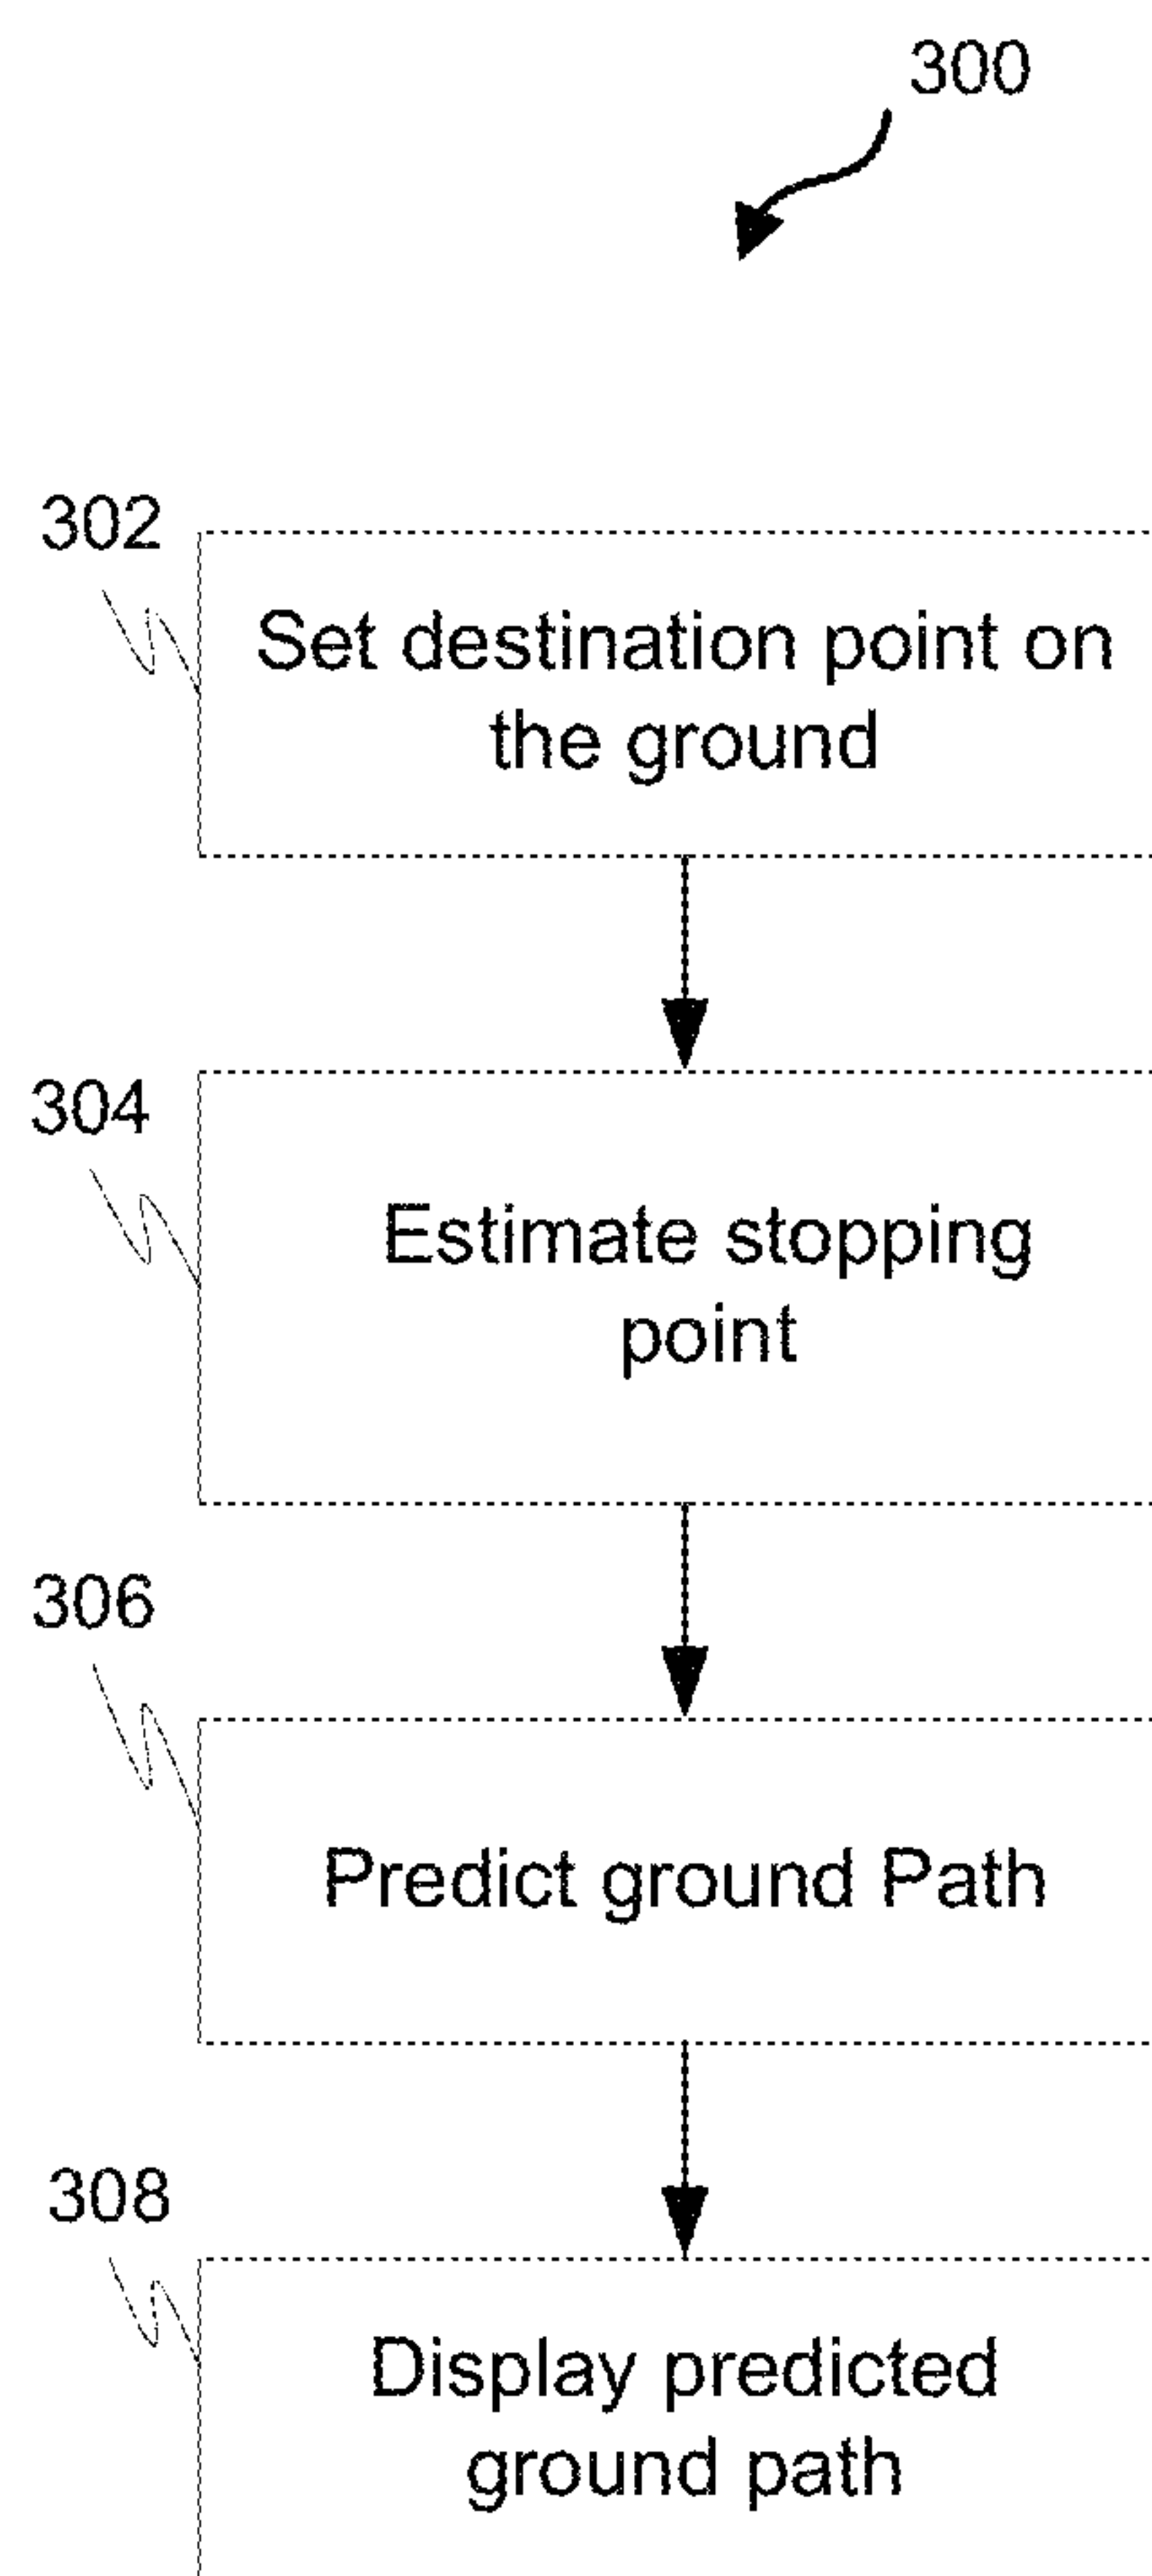 300
302
Set destination point on
the ground
304
Estimate stopping
point
306
Predict ground Path
308
Display predicted
ground path